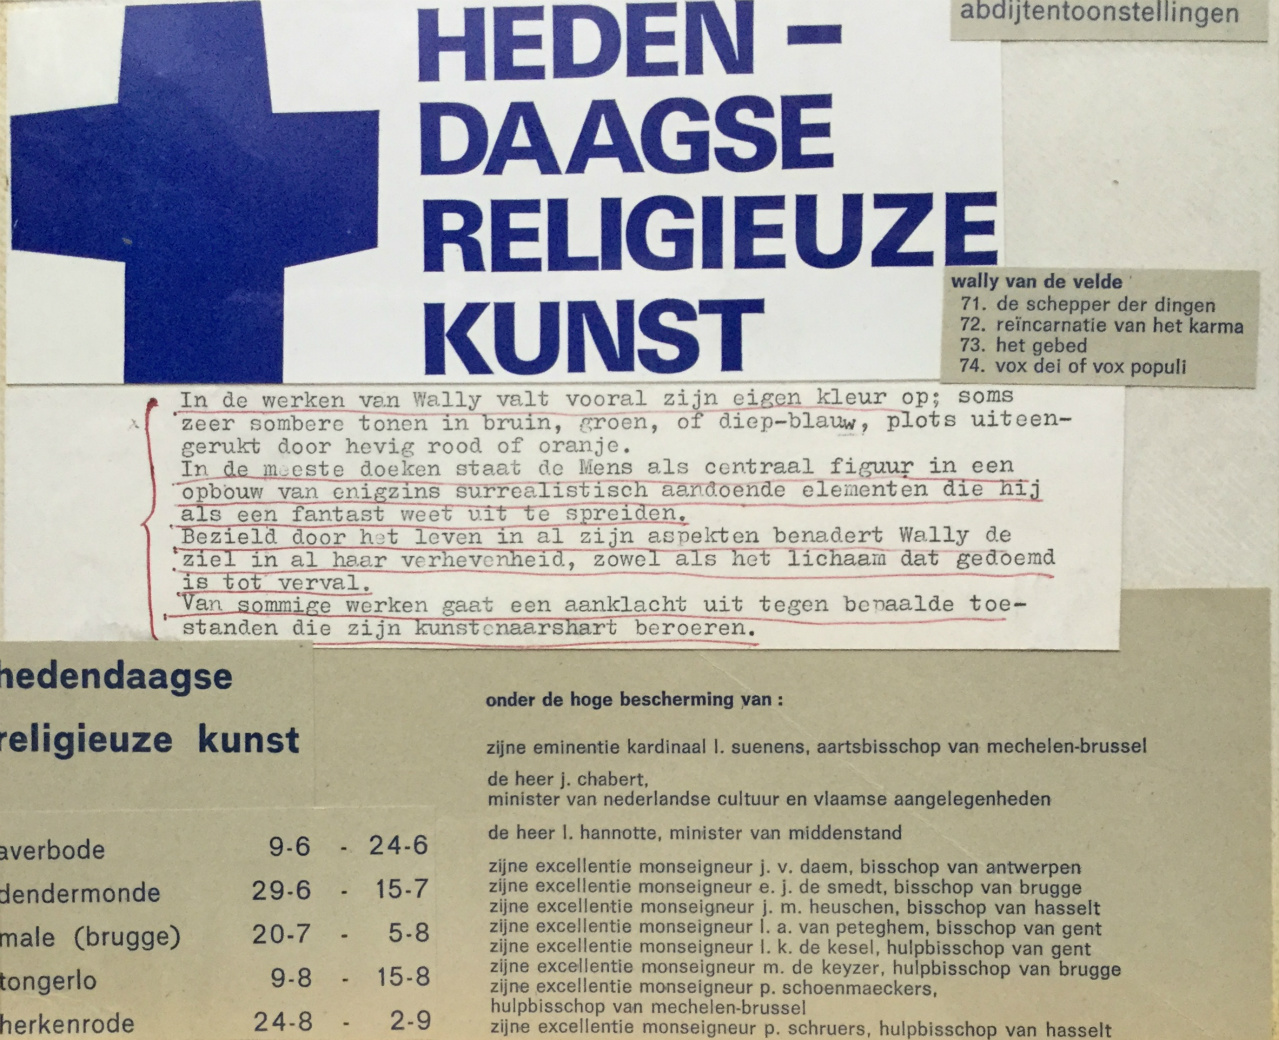 abdijtentoonstellingen
HEDEN-
DAAGSE
RELIGIEUZE
KUNST
wally van de velde
71. de schepper der dingen
72. reïncarnatie van het karma
73. het gebed
74. vox dei of vox populi
In de werken van Wally valt vooral zijn eigen kleur op; soms
zeer sombere tonen in bruin, groen, of diep-blauw, plots uiteen-
gerukt door hevig rood of oranje.
In de meeste doeken staat de Mens als centraal figuur in een
opbouw van enigzins surrealistisch aandoende elementen die hij
als een fantast weet uit te spreiden.
Bezield door het leven in al zijn aspekten benadert Wally de
ziel in al haar verhevenheid, zowel als het lichaam dat gedoemd
is tot verval.
Van sommige werken gaat een aanklacht uit tegen bepaalde toe-
standen die zijn kunstenaarshart beroeren.
hedendaagse
religieuze kunst
averbode 9-6 - 24-6
dendermonde 29-6 - 15-7
male (brugge) 20-7 - 5-8
tongerlo 9-8 - 15-8
herkenrode 24-8 - 2-9
onder de hoge bescherming van :
zijne eminentie kardinaal l. suenens, aartsbisschop van mechelen-brussel
de heer j. chabert,
minister van nederlandse cultuur en vlaamse aangelegenheden
de heer l. hannotte, minister van middenstand
zijne excellentie monseigneur j. v. daem, bisschop van antwerpen
zijne excellentie monseigneur e. j. de smedt, bisschop van brugge
zijne excellentie monseigneur j. m. heuschen, bisschop van hasselt
zijne excellentie monseigneur l. a. van peteghem, bisschop van gent
zijne excellentie monseigneur l. k. de kesel, hulpbisschop van gent
zijne excellentie monseigneur m. de keyzer, hulpbisschop van brugge
zijne excellentie monseigneur p. schoenmaeckers,
hulpbisschop van mechelen-brussel
zijne excellentie monseigneur p. schruers, hulpbisschop van hasselt